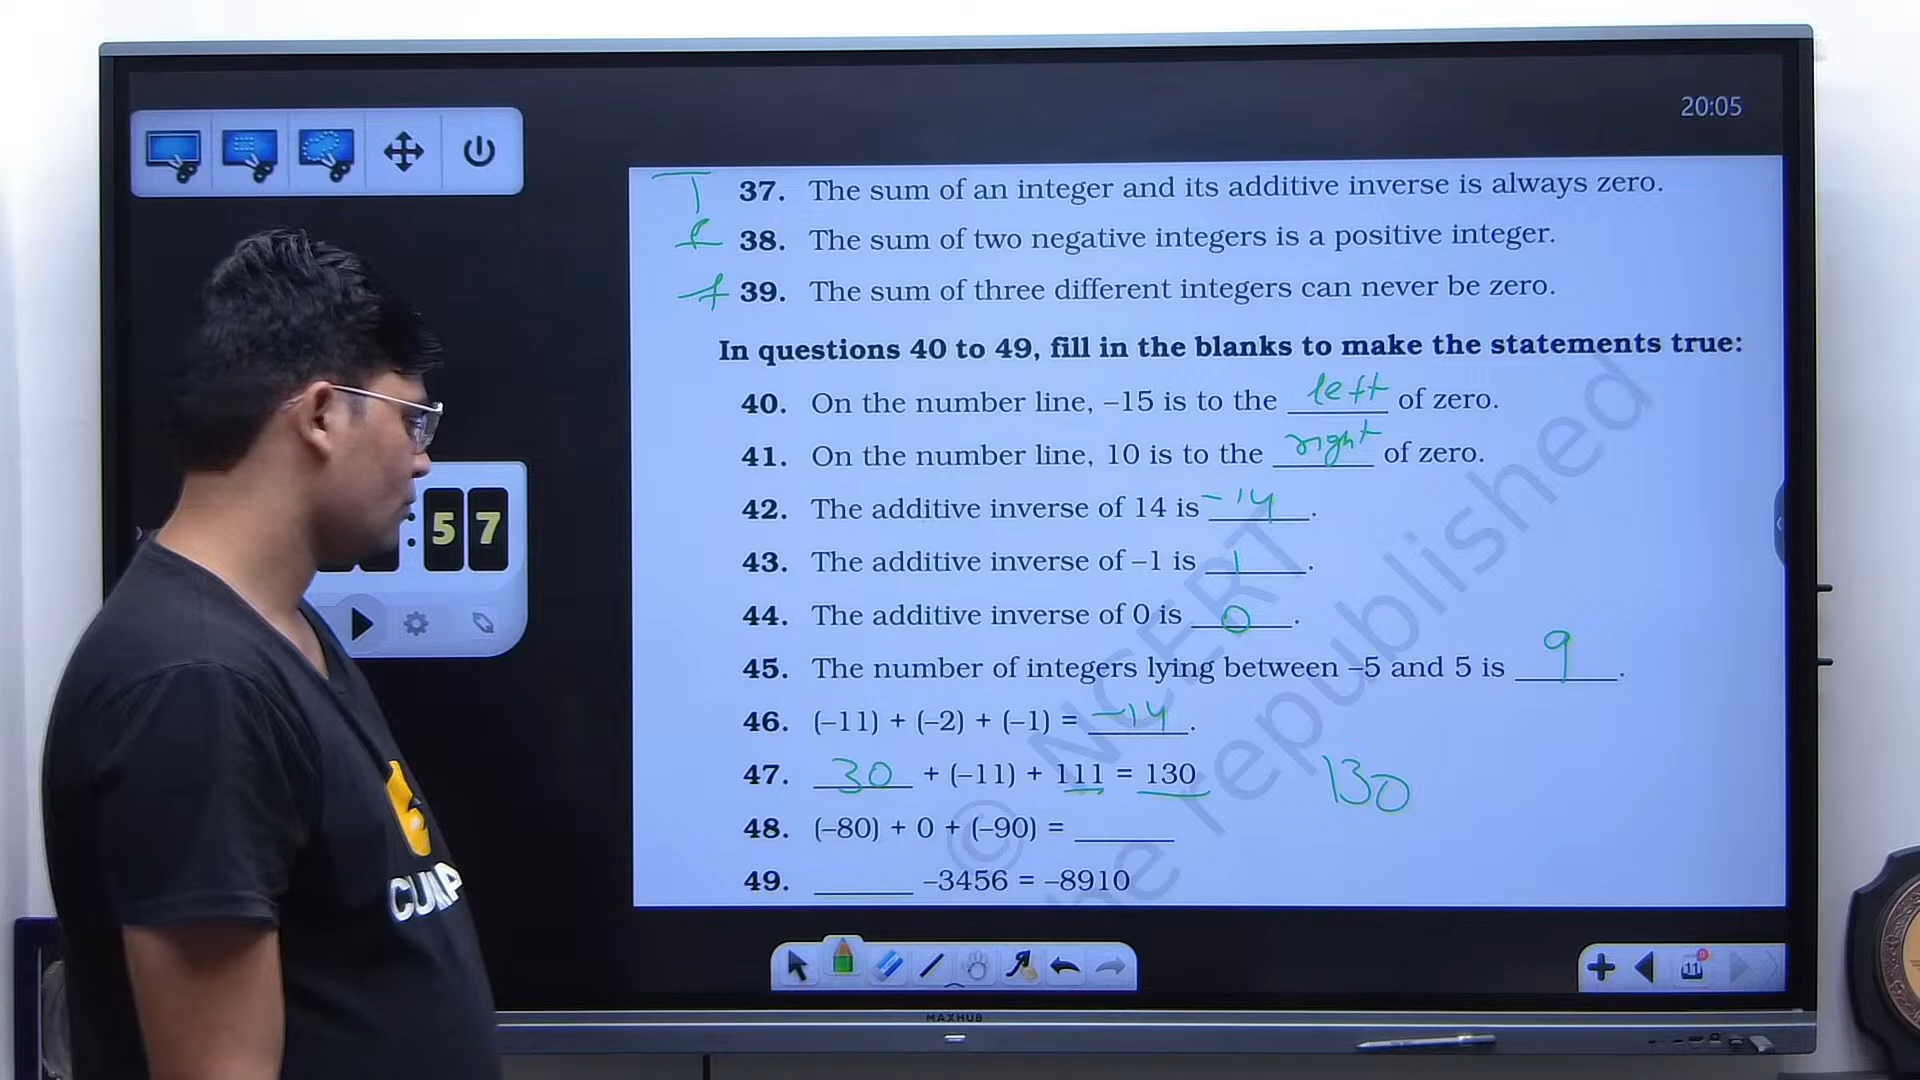 20:05
T 37. The sum of an integer and its additive inverse is always zero.
f 38. The sum of two negative integers is a positive integer.
f 39. The sum of three different integers can never be zero.
In questions 40 to 49, fill in the blanks to make the statements true:
40. On the number line, –15 is to the left of zero.
41. On the number line, 10 is to the right of zero.
42. The additive inverse of 14 is -14.
43. The additive inverse of –1 is 1.
44. The additive inverse of 0 is 0.
45. The number of integers lying between –5 and 5 is 9.
46. (–11) + (–2) + (–1) = -14.
47. 30 + (–11) + 111 = 130 130
48. (–80) + 0 + (–90) = ______
49. ______ –3456 = –8910
© NCERT
be republished
: 57
CUMA
11
MAXHUB